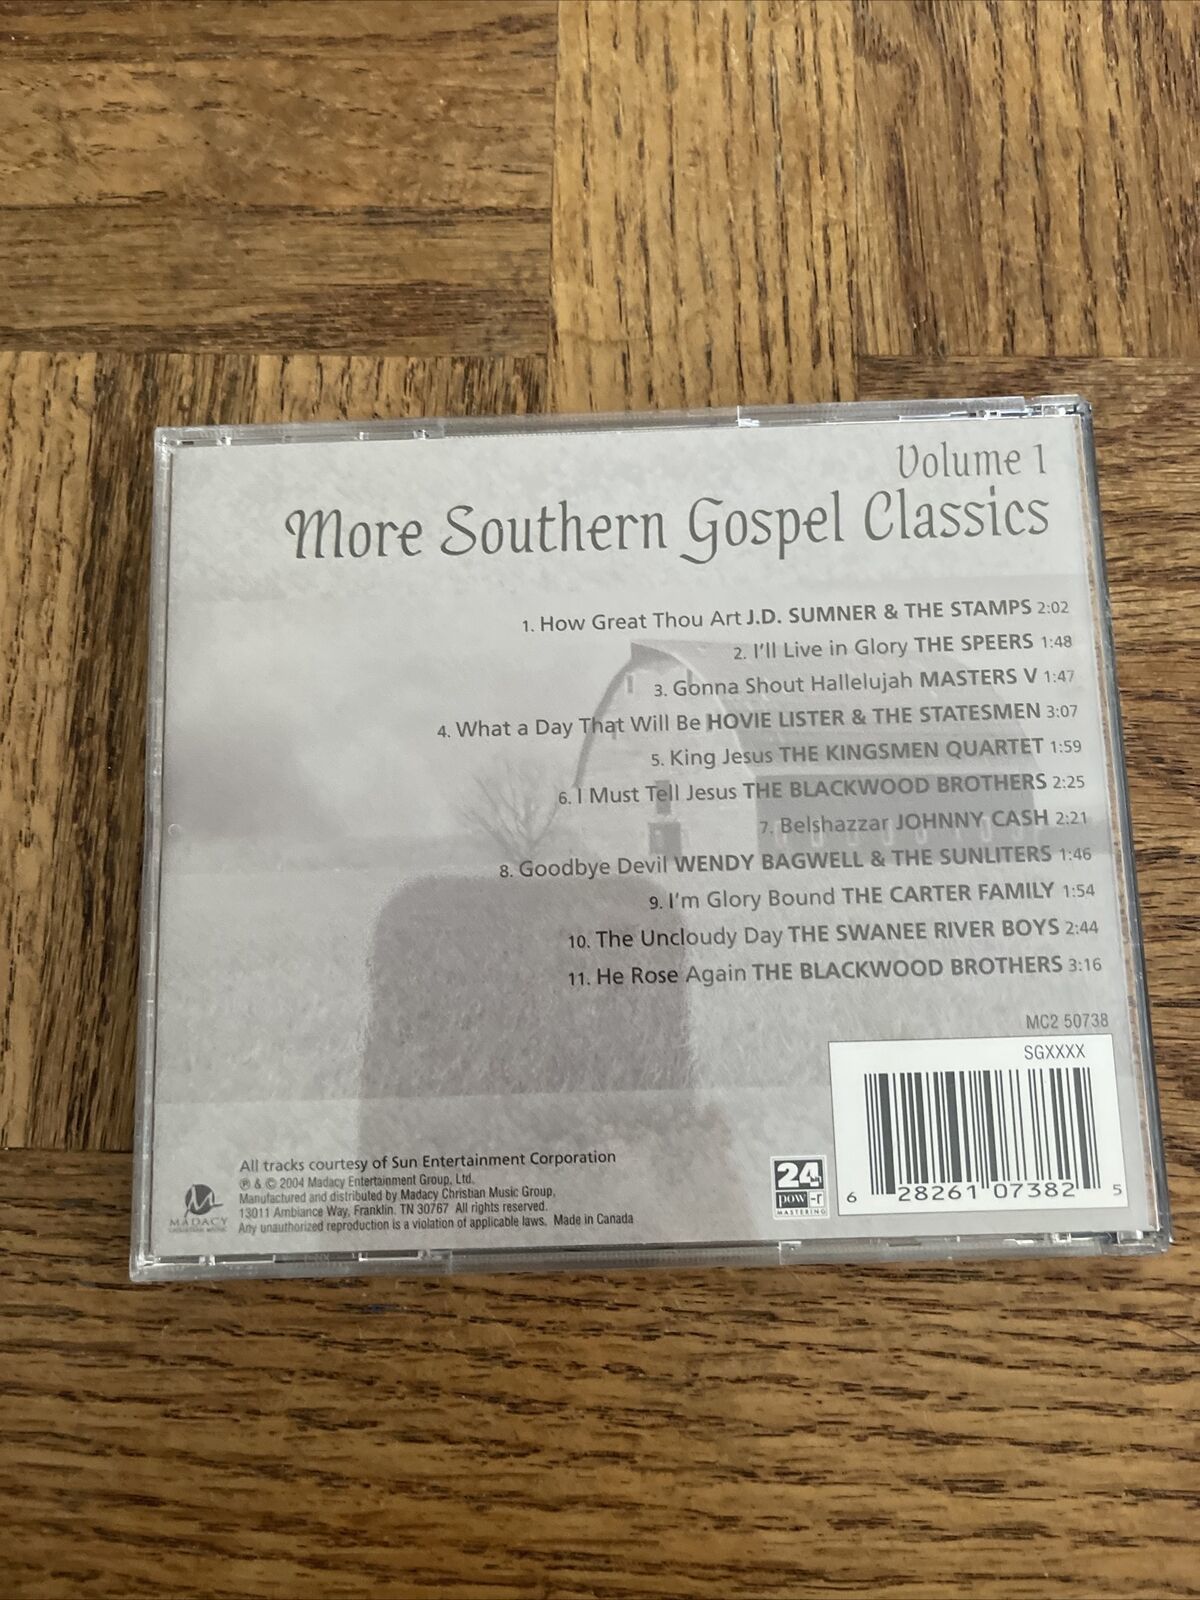 Volume 1
More Southern Gospel Classics
1. How Great Thou Art J.D. SUMNER & THE STAMPS 2:02
2. I'll Live in Glory THE SPEERS 1:48
3. Gonna Shout Hallelujah MASTERS V 1:47
4. What a Day That Will Be HOVIE LISTER & THE STATESMEN 3:07
5. King Jesus THE KINGSMEN QUARTET 1:59
6. I Must Tell Jesus THE BLACKWOOD BROTHERS 2:25
7. Belshazzar JOHNNY CASH 2:21
8. Goodbye Devil WENDY BAGWELL & THE SUNLITERS 1:46
9. I'm Glory Bound THE CARTER FAMILY 1:54
10. The Uncloudy Day THE SWANEE RIVER BOYS 2:44
11. He Rose Again THE BLACKWOOD BROTHERS 3:16
MC2 50738
SGXXXX
6 28261 07382 5
All tracks courtesy of Sun Entertainment Corporation
℗ & © 2004 Madacy Entertainment Group, Ltd.
Manufactured and distributed by Madacy Christian Music Group,
13011 Ambiance Way, Franklin, TN 30767 All rights reserved.
Any unauthorized reproduction is a violation of applicable laws. Made in Canada
MADACY
CHRISTIAN MUSIC
24
pow-r
MASTERING